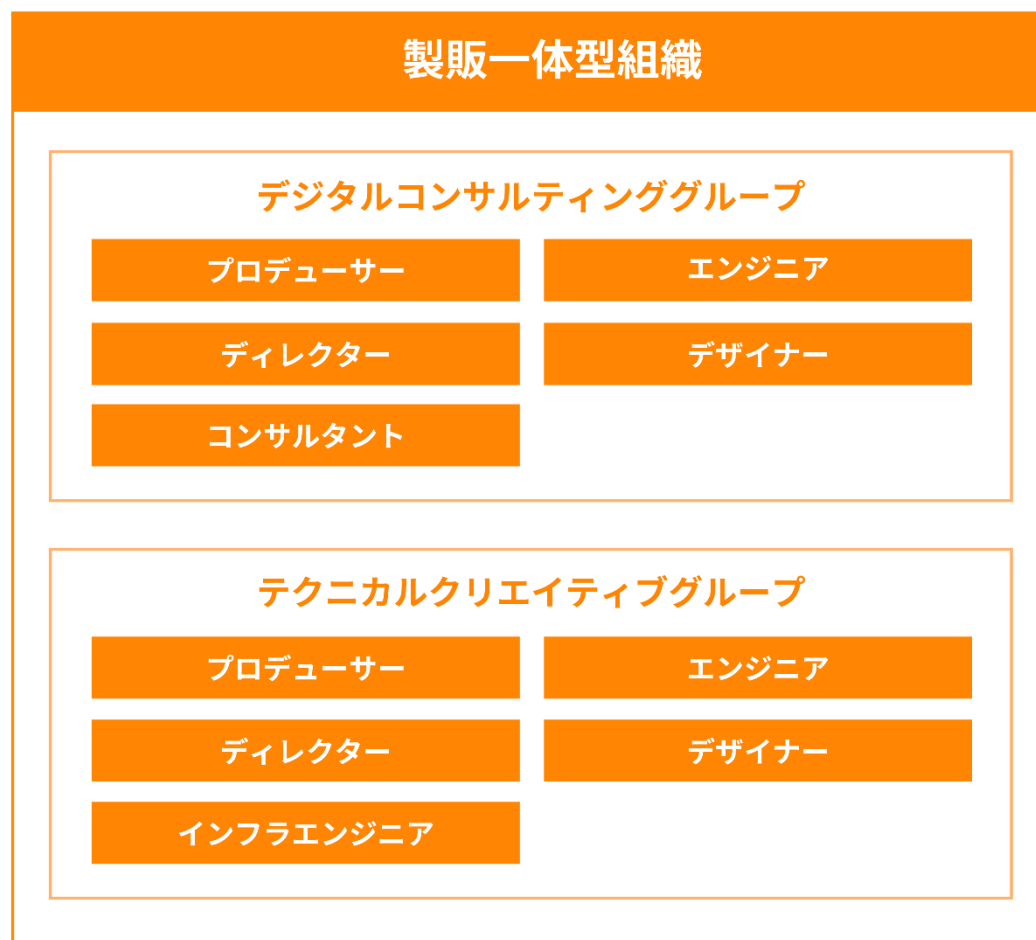 製販一体型組織
デジタルコンサルティンググループ
プロデューサー
エンジニア
ディレクター
デザイナー
コンサルタント
テクニカルクリエイティブグループ
プロデューサー
エンジニア
ディレクター
デザイナー
インフラエンジニア